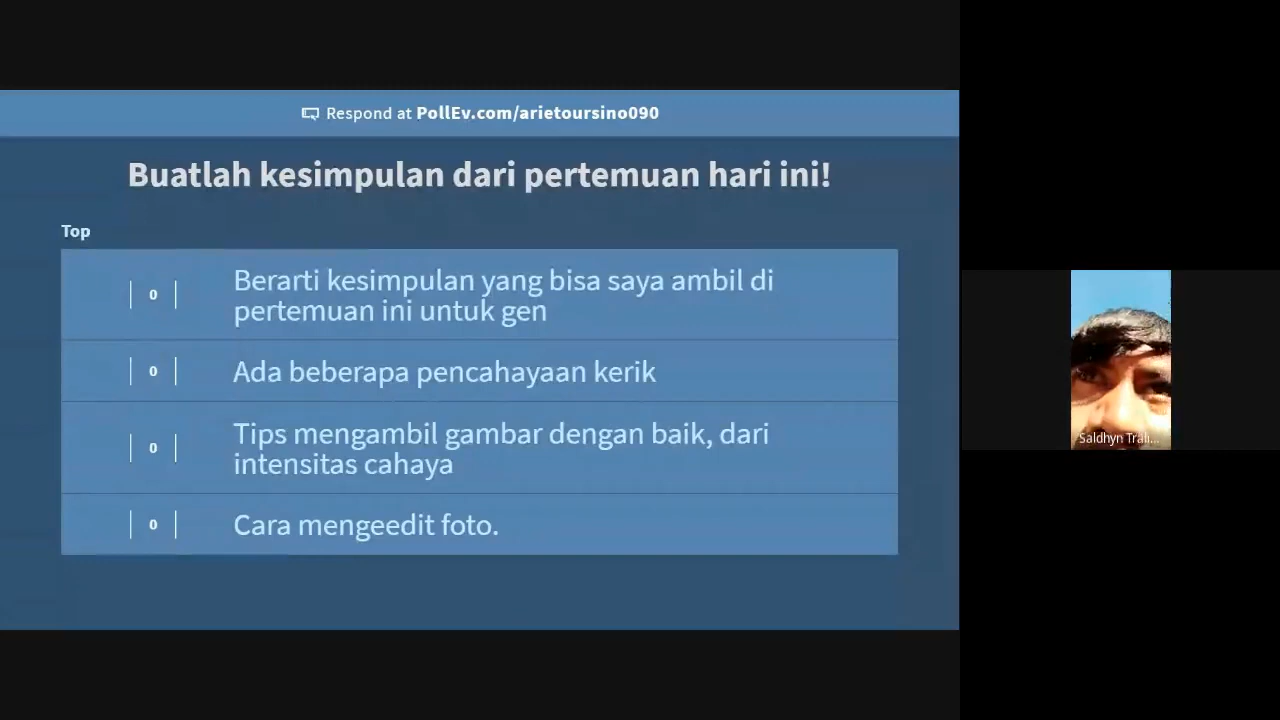 Respond at PollEv.com/arietoursino090
Buatlah kesimpulan dari pertemuan hari ini!
Top
0
Berarti kesimpulan yang bisa saya ambil di
pertemuan ini untuk gen
0
Ada beberapa pencahayaan kerik
0
Tips mengambil gambar dengan baik, dari
intensitas cahaya
0
Cara mengeedit foto.
Saldhyn Trali...